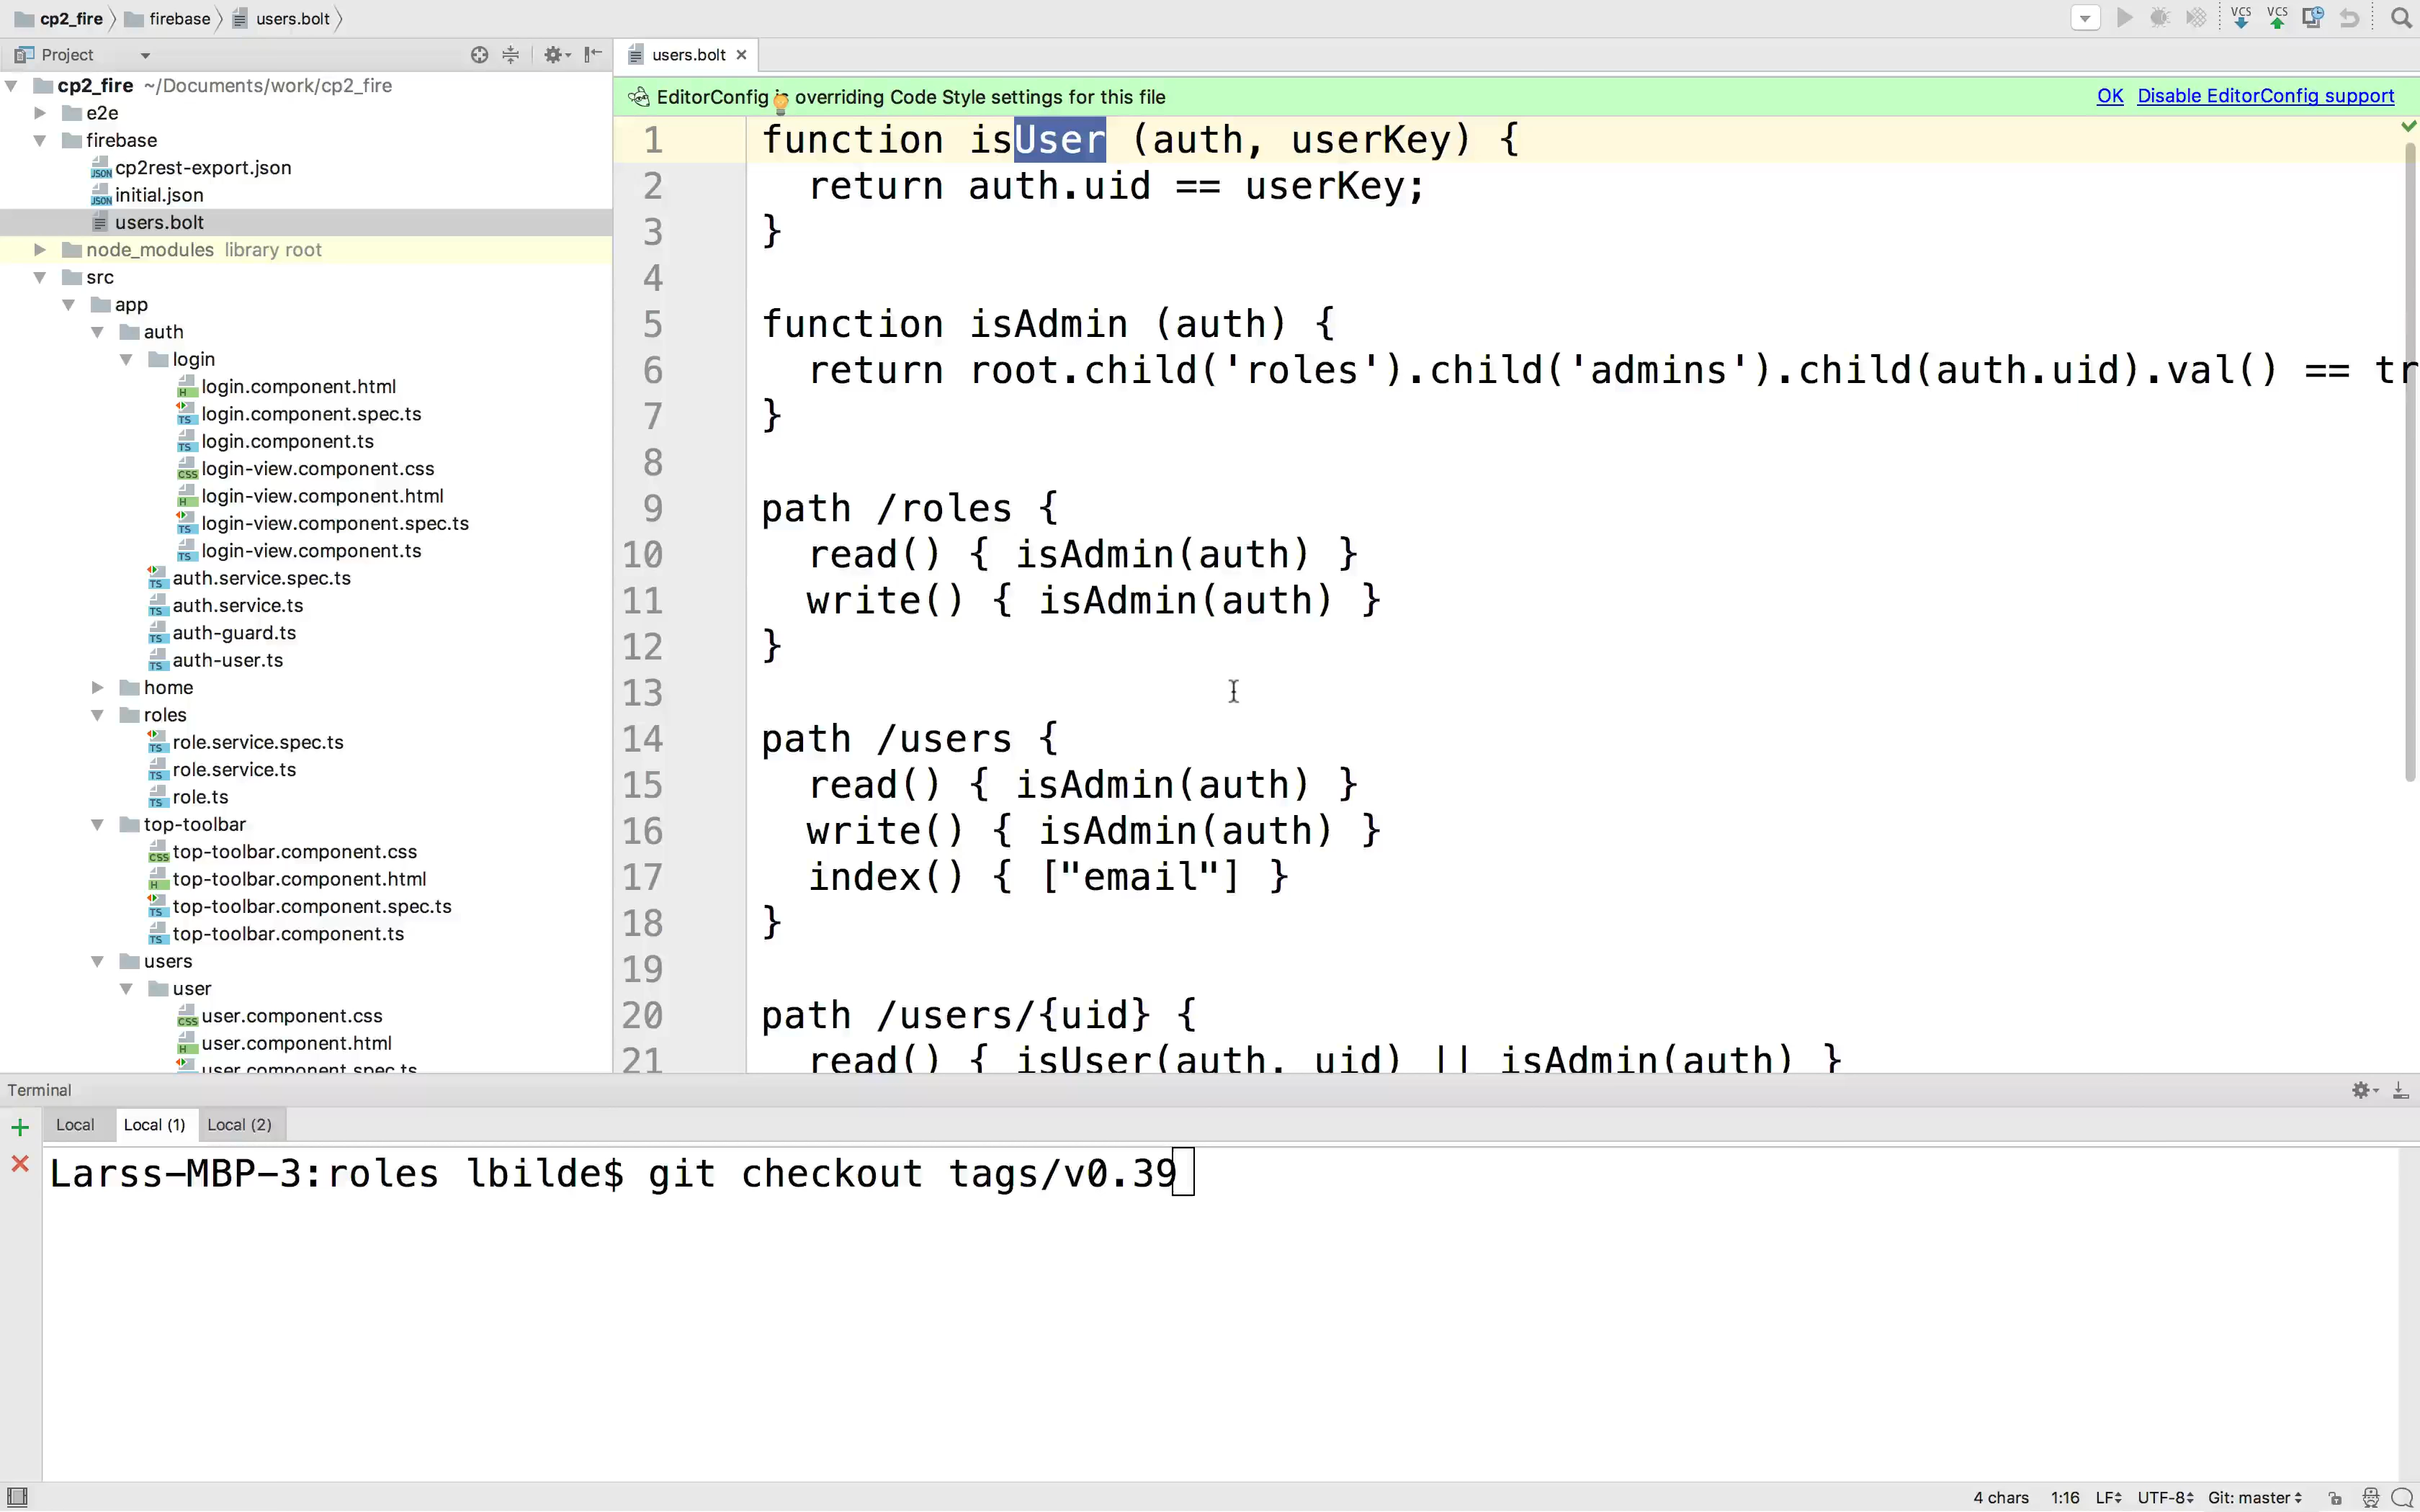 cp2_fire firebase users.bolt
VCS VCS
Project
users.bolt
EditorConfig is overriding Code Style settings for this file OK Disable EditorConfig support
cp2_fire ~/Documents/work/cp2_fire
e2e
firebase
cp2rest-export.json
initial.json
users.bolt
node_modules library root
src
app
auth
login
login.component.html
login.component.spec.ts
login.component.ts
login-view.component.css
login-view.component.html
login-view.component.spec.ts
login-view.component.ts
auth.service.spec.ts
auth.service.ts
auth-guard.ts
auth-user.ts
home
roles
role.service.spec.ts
role.service.ts
role.ts
top-toolbar
top-toolbar.component.css
top-toolbar.component.html
top-toolbar.component.spec.ts
top-toolbar.component.ts
users
user
user.component.css
user.component.html
user.component.spec.ts
1 function isUser (auth, userKey) {
2 return auth.uid == userKey;
3 }
4
5 function isAdmin (auth) {
6 return root.child('roles').child('admins').child(auth.uid).val() == tr
7 }
8
9 path /roles {
10 read() { isAdmin(auth) }
11 write() { isAdmin(auth) }
12 }
13
14 path /users {
15 read() { isAdmin(auth) }
16 write() { isAdmin(auth) }
17 index() { ["email"] }
18 }
19
20 path /users/{uid} {
21 read() { isUser(auth, uid) || isAdmin(auth) }
Terminal
Local Local (1) Local (2)
Larss-MBP-3:roles lbilde$ git checkout tags/v0.39
4 chars 1:16 LF UTF-8 Git: master